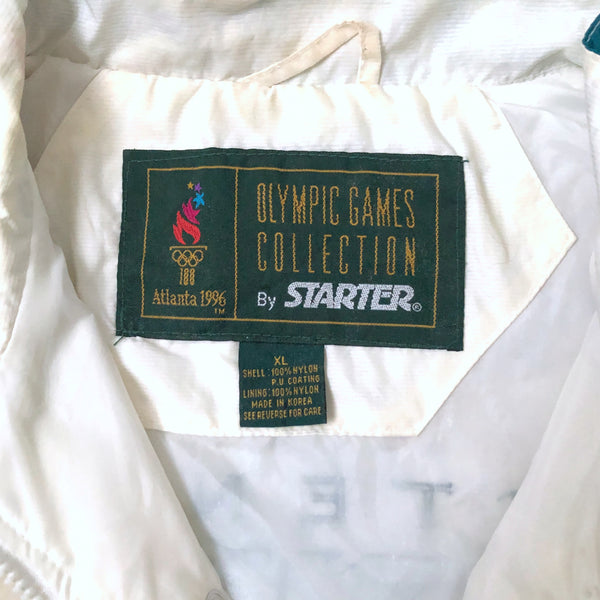 OLYMPIC GAMES
COLLECTION
By STARTER®
100
Atlanta 1996
TM
XL
SHELL: 100% NYLON
P.U COATING
LINING: 100% NYLON
MADE IN KOREA
SEE REVERSE FOR CARE
T E